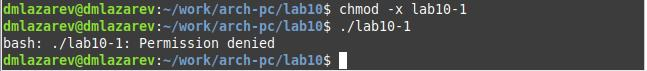 dmlazarev@dmlazarev:~/work/arch-pc/lab10$ chmod -x lab10-1
dmlazarev@dmlazarev:~/work/arch-pc/lab10$ ./lab10-1
bash: ./lab10-1: Permission denied
dmlazarev@dmlazarev:~/work/arch-pc/lab10$